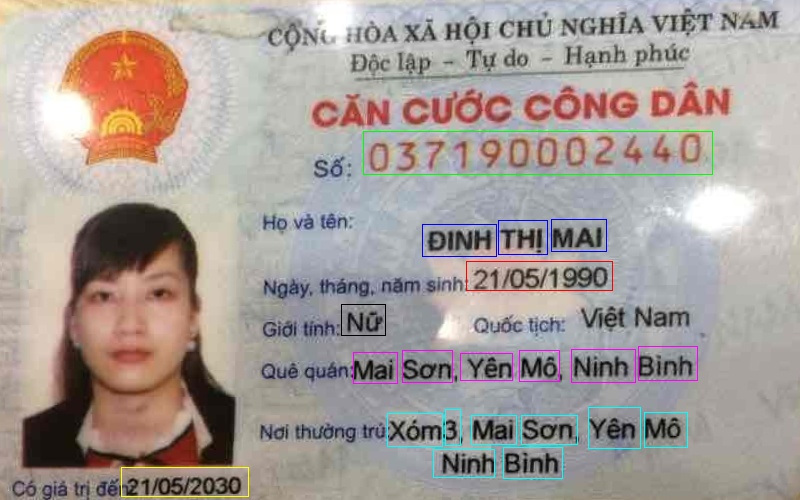 CỘNG HÒA XÃ HỘI CHỦ NGHĨA VIỆT NAM
Độc lập - Tự do - Hạnh phúc
CĂN CƯỚC CÔNG DÂN
Số: 037190002440
Họ và tên:
ĐINH THỊ MAI
Ngày, tháng, năm sinh: 21/05/1990
Giới tính: Nữ Quốc tịch: Việt Nam
Quê quán: Mai Sơn, Yên Mô, Ninh Bình
Nơi thường trú: Xóm3, Mai Sơn, Yên Mô
Ninh Bình
Có giá trị đến 21/05/2030